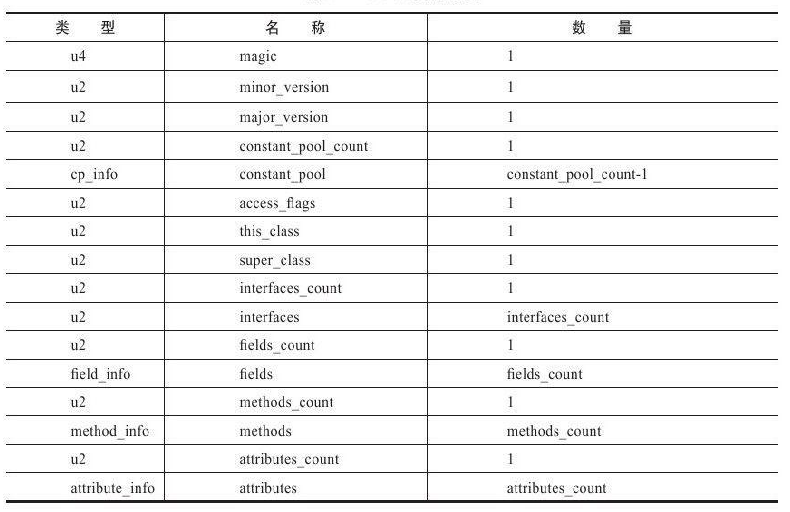 类 型 名 称 数 量
u4 magic 1
u2 minor_version 1
u2 major_version 1
u2 constant_pool_count 1
cp_info constant_pool constant_pool_count-1
u2 access_flags 1
u2 this_class 1
u2 super_class 1
u2 interfaces_count 1
u2 interfaces interfaces_count
u2 fields_count 1
field_info fields fields_count
u2 methods_count 1
method_info methods methods_count
u2 attributes_count 1
attribute_info attributes attributes_count